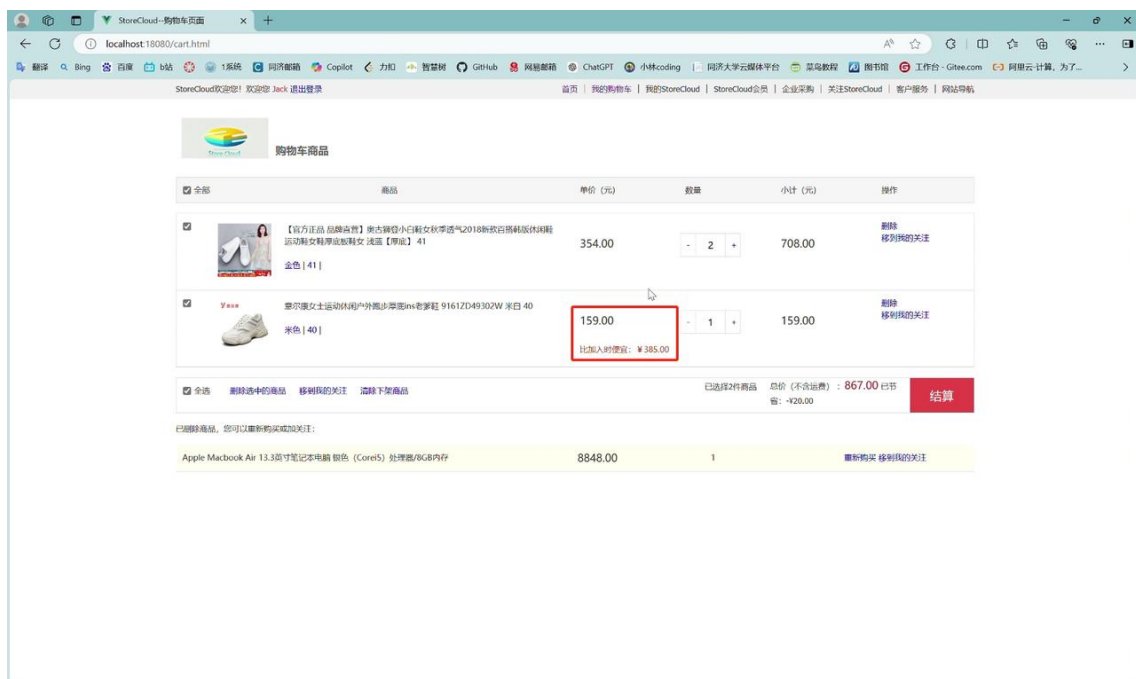 StoreCloud--购物车页面
localhost:18080/cart.html
翻译 Bing 百度 b站 1系统 同济邮箱 Copilot 力扣 智慧树 GitHub 网易邮箱 ChatGPT 小林coding 同济大学云媒体平台 菜鸟教程 图书馆 工作台 - Gitee.com 阿里云-计算，为了...
StoreCloud欢迎您！ 欢迎您 Jack 退出登录 首页 | 我的购物车 | 我的StoreCloud | StoreCloud会员 | 企业采购 | 关注StoreCloud | 客户服务 | 网站导航
Store Cloud 购物车商品
全部 商品 单价（元） 数量 小计（元） 操作
【官方正品 品牌直营】奥古狮登小白鞋女秋季透气2018新款百搭韩版休闲鞋 删除
运动鞋女鞋厚底板鞋女 浅蓝【厚底】 41 354.00 - 2 + 708.00 移到我的关注
金色 | 41 |
意尔康女士运动休闲户外跑步厚底ins老爹鞋 9161ZD49302W 米白 40 删除
159.00 - 1 + 159.00 移到我的关注
米色 | 40 |
比加入时便宜：￥385.00
全选 删除选中的商品 移到我的关注 清除下架商品 已选择2件商品 总价（不含运费）：867.00 已节
省：-¥20.00 结算
已删除商品，您可以重新购买或加关注：
Apple Macbook Air 13.3英寸笔记本电脑 银色（Corei5）处理器/8GB内存 8848.00 1 重新购买 移到我的关注